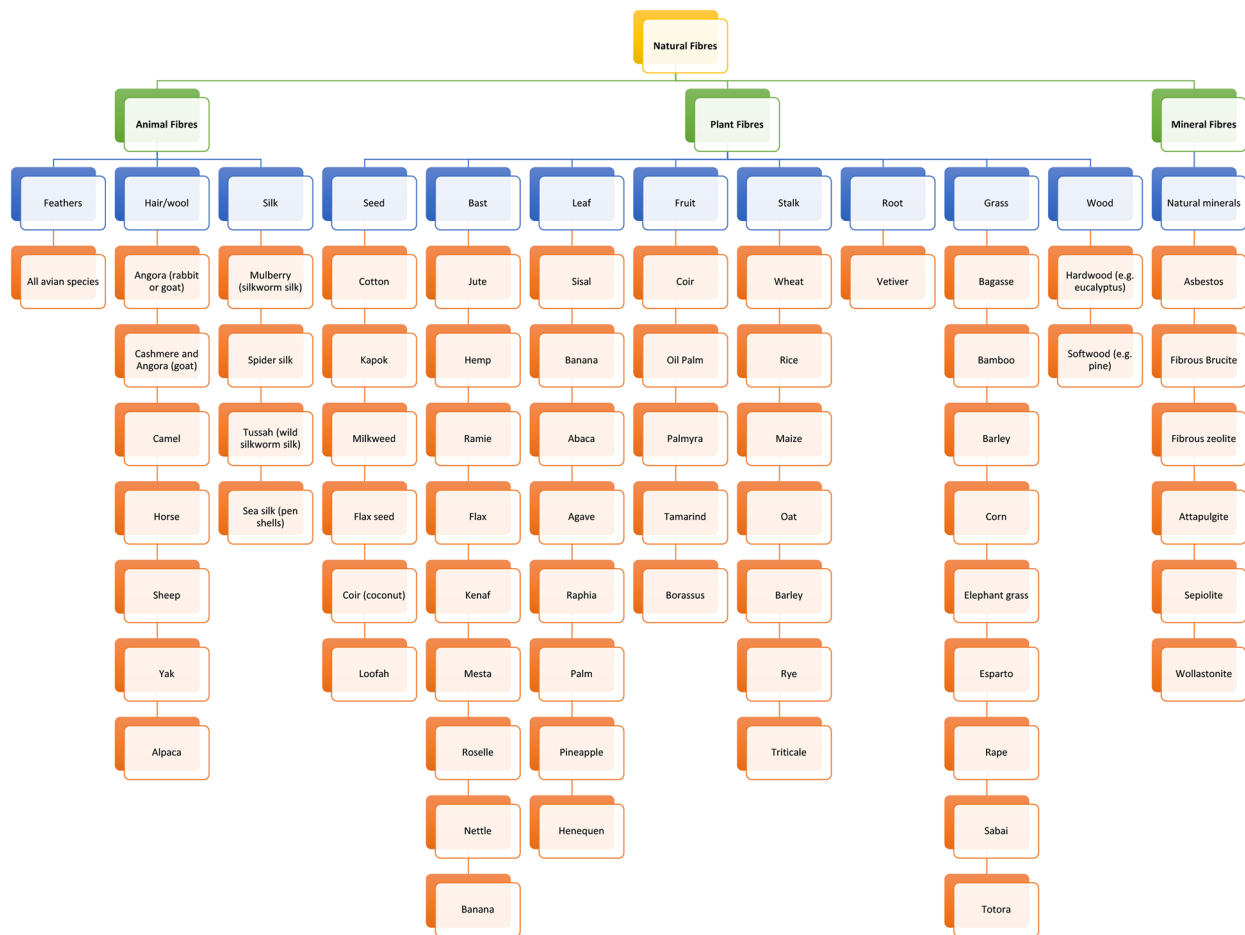 Natural Fibres
Animal Fibres
Plant Fibres
Mineral Fibres
Feathers
Hair/wool
Silk
Seed
Bast
Leaf
Fruit
Stalk
Root
Grass
Wood
Natural minerals
All avian species
Angora (rabbit
or goat)
Mulberry
(silkworm silk)
Cotton
Jute
Sisal
Coir
Wheat
Vetiver
Bagasse
Hardwood (e.g.
eucalyptus)
Asbestos
Cashmere and
Angora (goat)
Spider silk
Kapok
Hemp
Banana
Oil Palm
Rice
Bamboo
Softwood (e.g.
pine)
Fibrous Brucite
Camel
Tussah (wild
silkworm silk)
Milkweed
Ramie
Abaca
Palmyra
Maize
Barley
Fibrous zeolite
Horse
Sea silk (pen
shells)
Flax seed
Flax
Agave
Tamarind
Oat
Corn
Attapulgite
Sheep
Coir (coconut)
Kenaf
Raphia
Borassus
Barley
Elephant grass
Sepiolite
Yak
Loofah
Mesta
Palm
Rye
Esparto
Wollastonite
Alpaca
Roselle
Pineapple
Triticale
Rape
Nettle
Henequen
Sabai
Banana
Totora